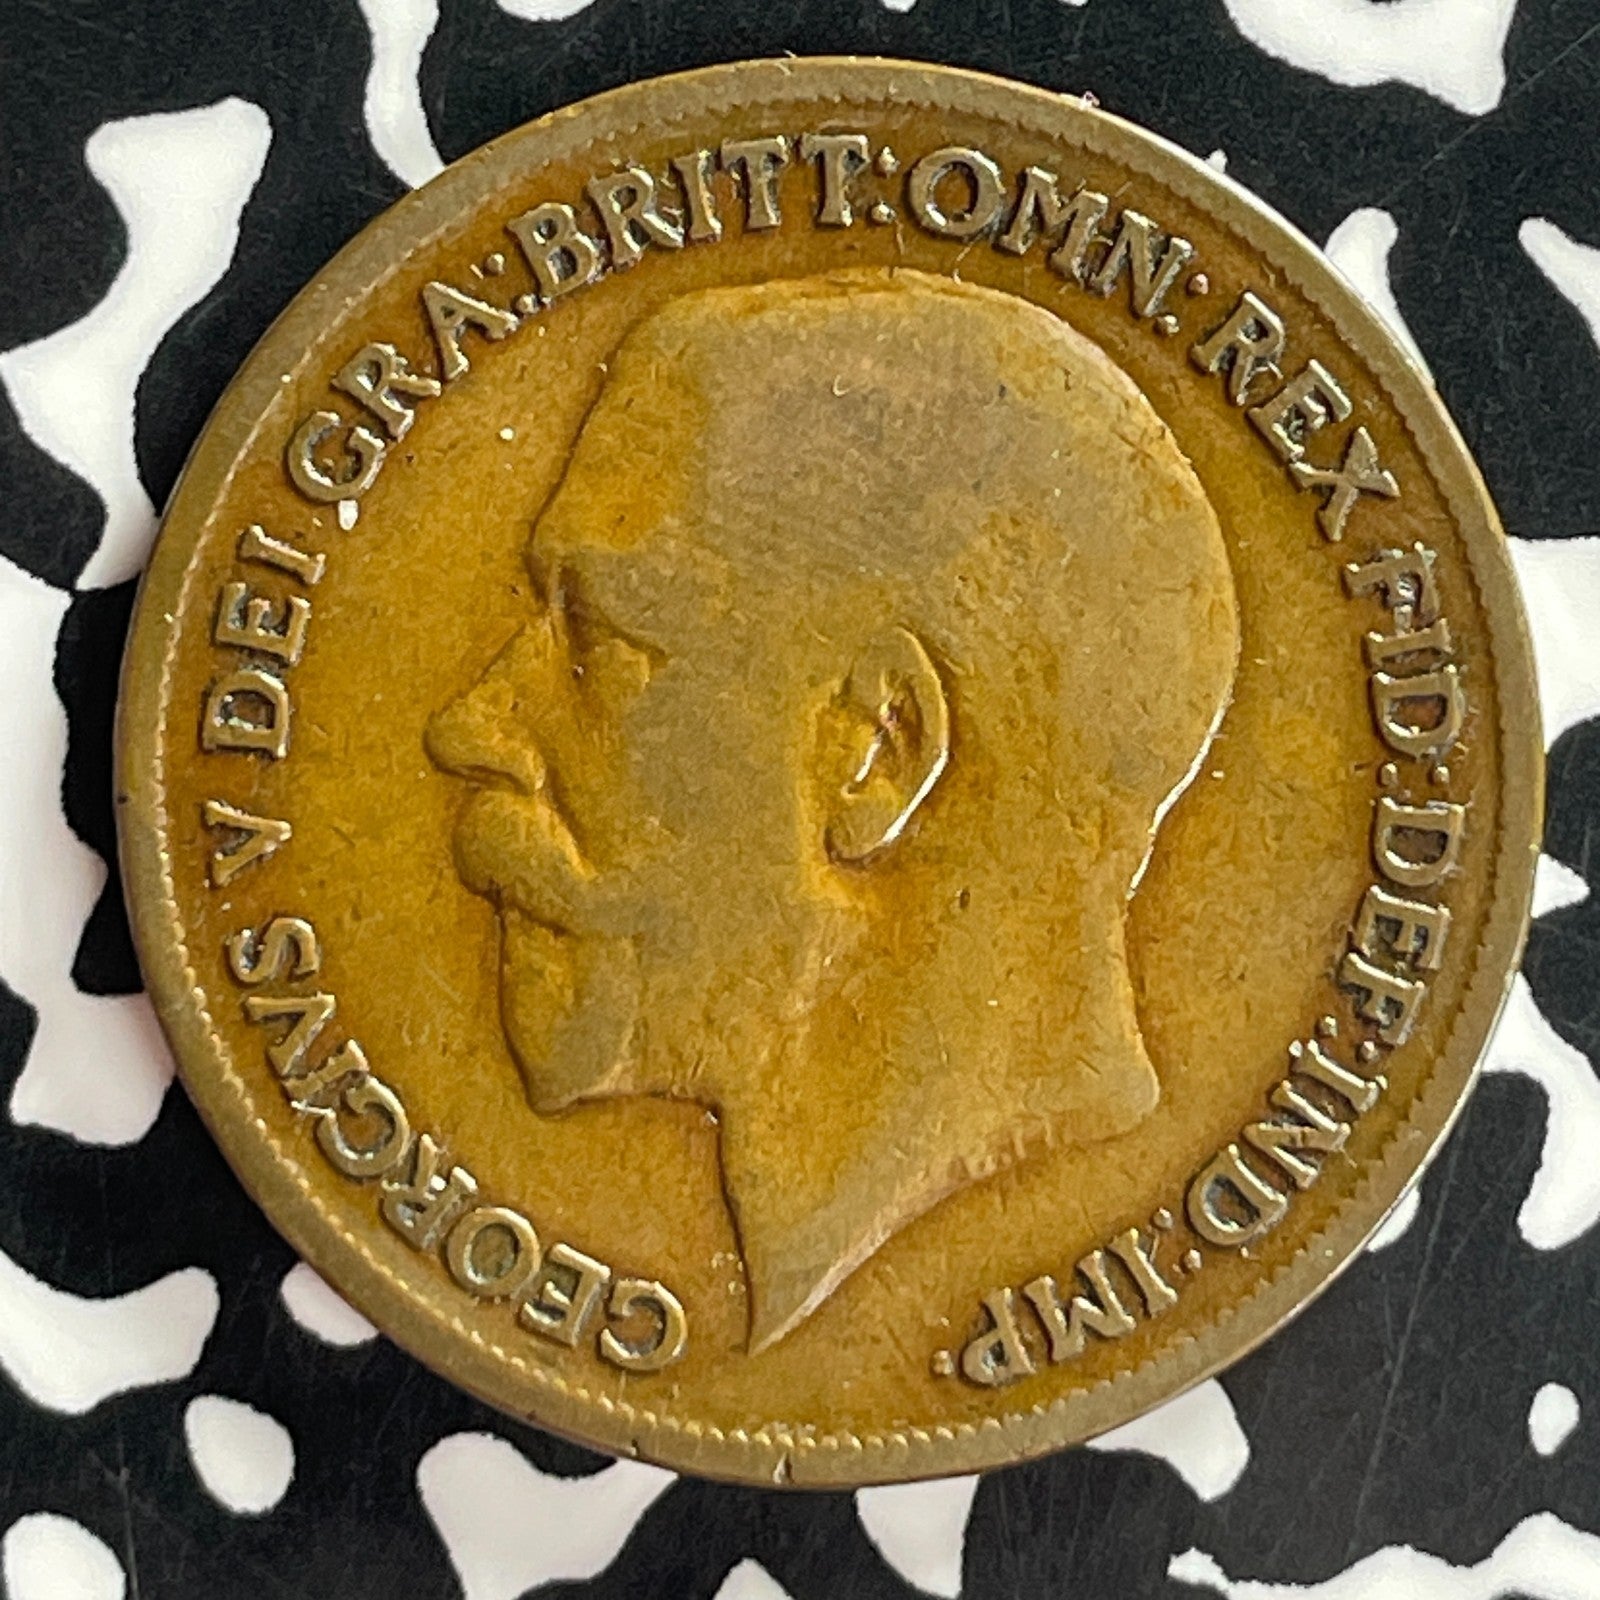 GEORGIVS V DEI GRA:BRITT:OMN:REX FID:DEF:IND:IMP.